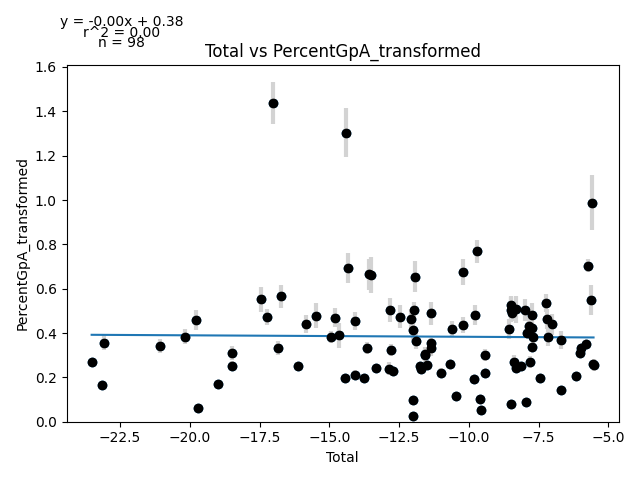 y = -0.00x + 0.38
r^2 = 0.00
n = 98
Total vs PercentGpA_transformed
PercentGpA_transformed
1.6
1.4
1.2
1.0
0.8
0.6
0.4
0.2
0.0
−22.5 −20.0 −17.5 −15.0 −12.5 −10.0 −7.5 −5.0
Total